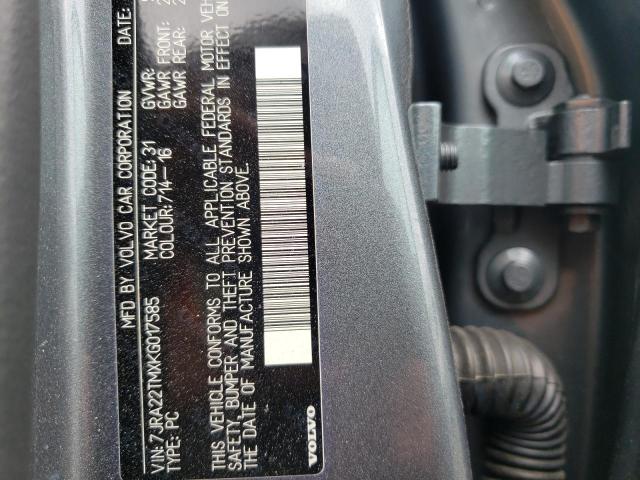 MFD BY VOLVO CAR CORPORATION DATE:
VIN: 7JRA22TMXKG017585
TYPE: PC
MARKET CODE: 31
COLOUR: 714-16
GVWR:
GAWR FRONT: 2
GAWR REAR: 2
THIS VEHICLE CONFORMS TO ALL APPLICABLE FEDERAL MOTOR VEH
SAFETY, BUMPER AND THEFT PREVENTION STANDARDS IN EFFECT ON
THE DATE OF MANUFACTURE SHOWN ABOVE.
VOLVO